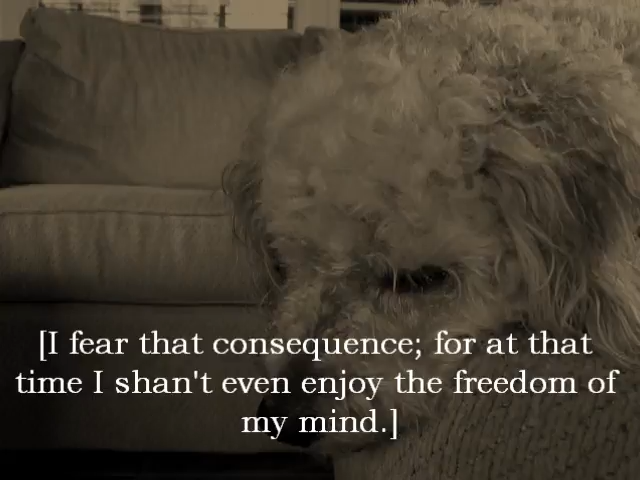 [I fear that consequence; for at that
time I shan't even enjoy the freedom of
my mind.]